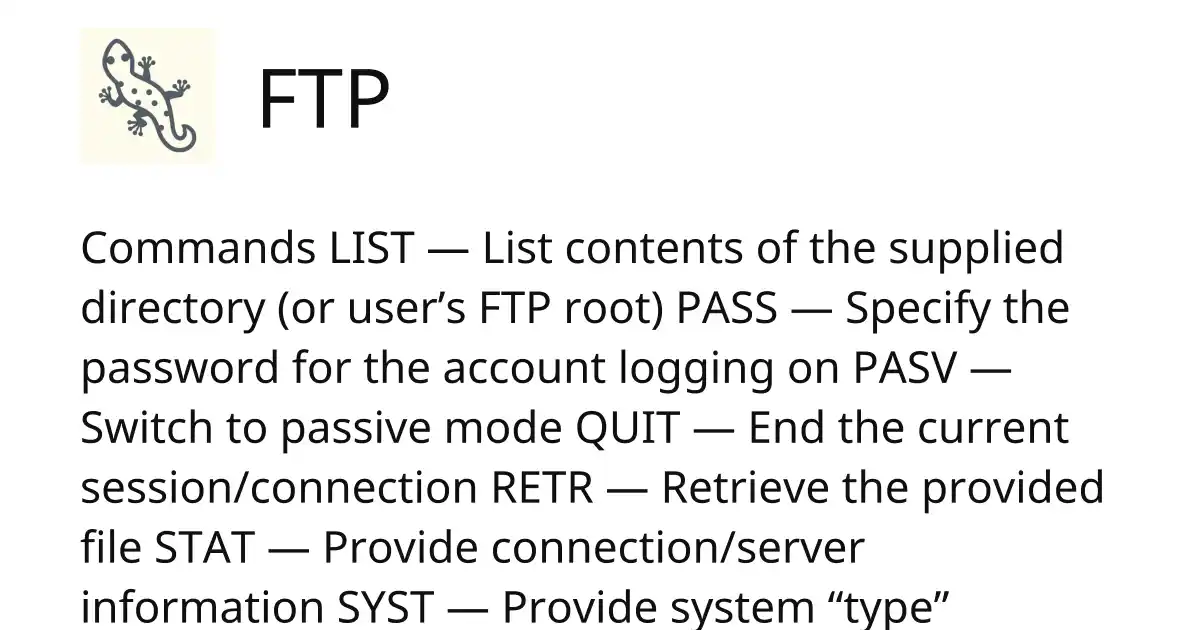 FTP
Commands LIST — List contents of the supplied
directory (or user’s FTP root) PASS — Specify the
password for the account logging on PASV —
Switch to passive mode QUIT — End the current
session/connection RETR — Retrieve the provided
file STAT — Provide connection/server
information SYST — Provide system “type”